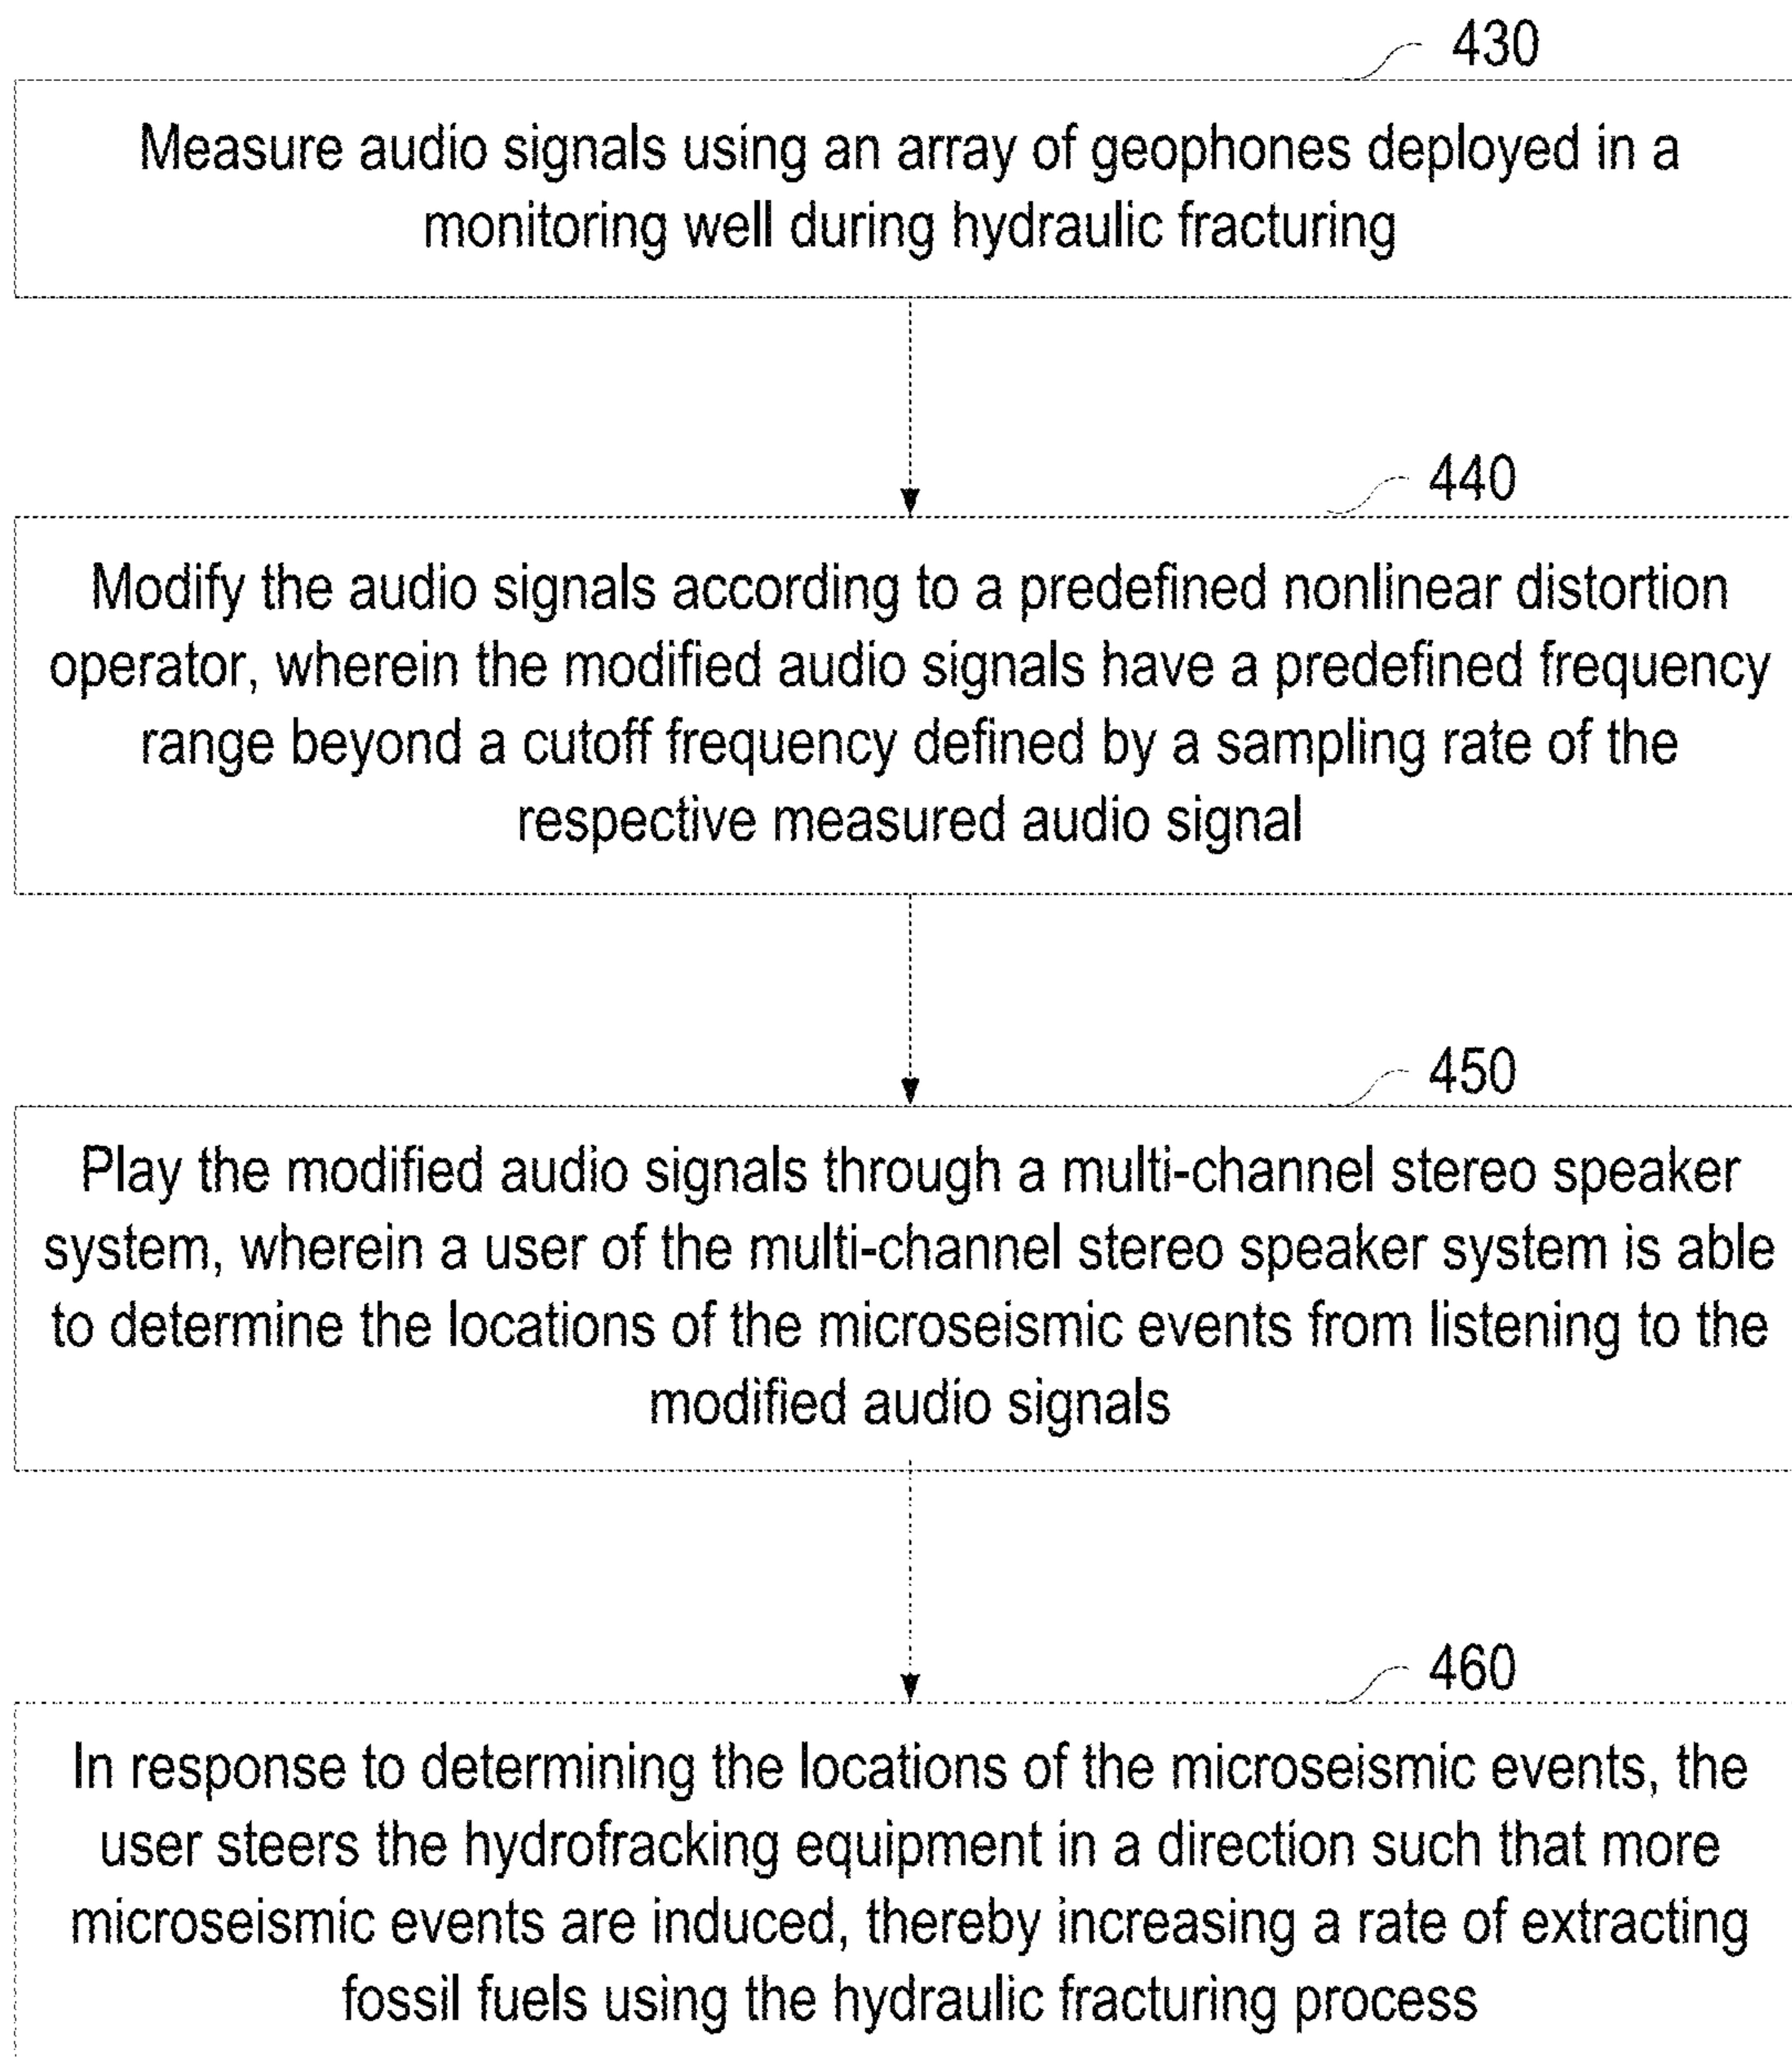 430
Measure audio signals using an array of geophones deployed in a
monitoring well during hydraulic fracturing
440
Modify the audio signals according to a predefined nonlinear distortion
operator, wherein the modified audio signals have a predefined frequency
range beyond a cutoff frequency defined by a sampling rate of the
respective measured audio signal
450
Play the modified audio signals through a multi-channel stereo speaker
system, wherein a user of the multi-channel stereo speaker system is able
to determine the locations of the microseismic events from listening to the
modified audio signals
460
In response to determining the locations of the microseismic events, the
user steers the hydrofracking equipment in a direction such that more
microseismic events are induced, thereby increasing a rate of extracting
fossil fuels using the hydraulic fracturing process